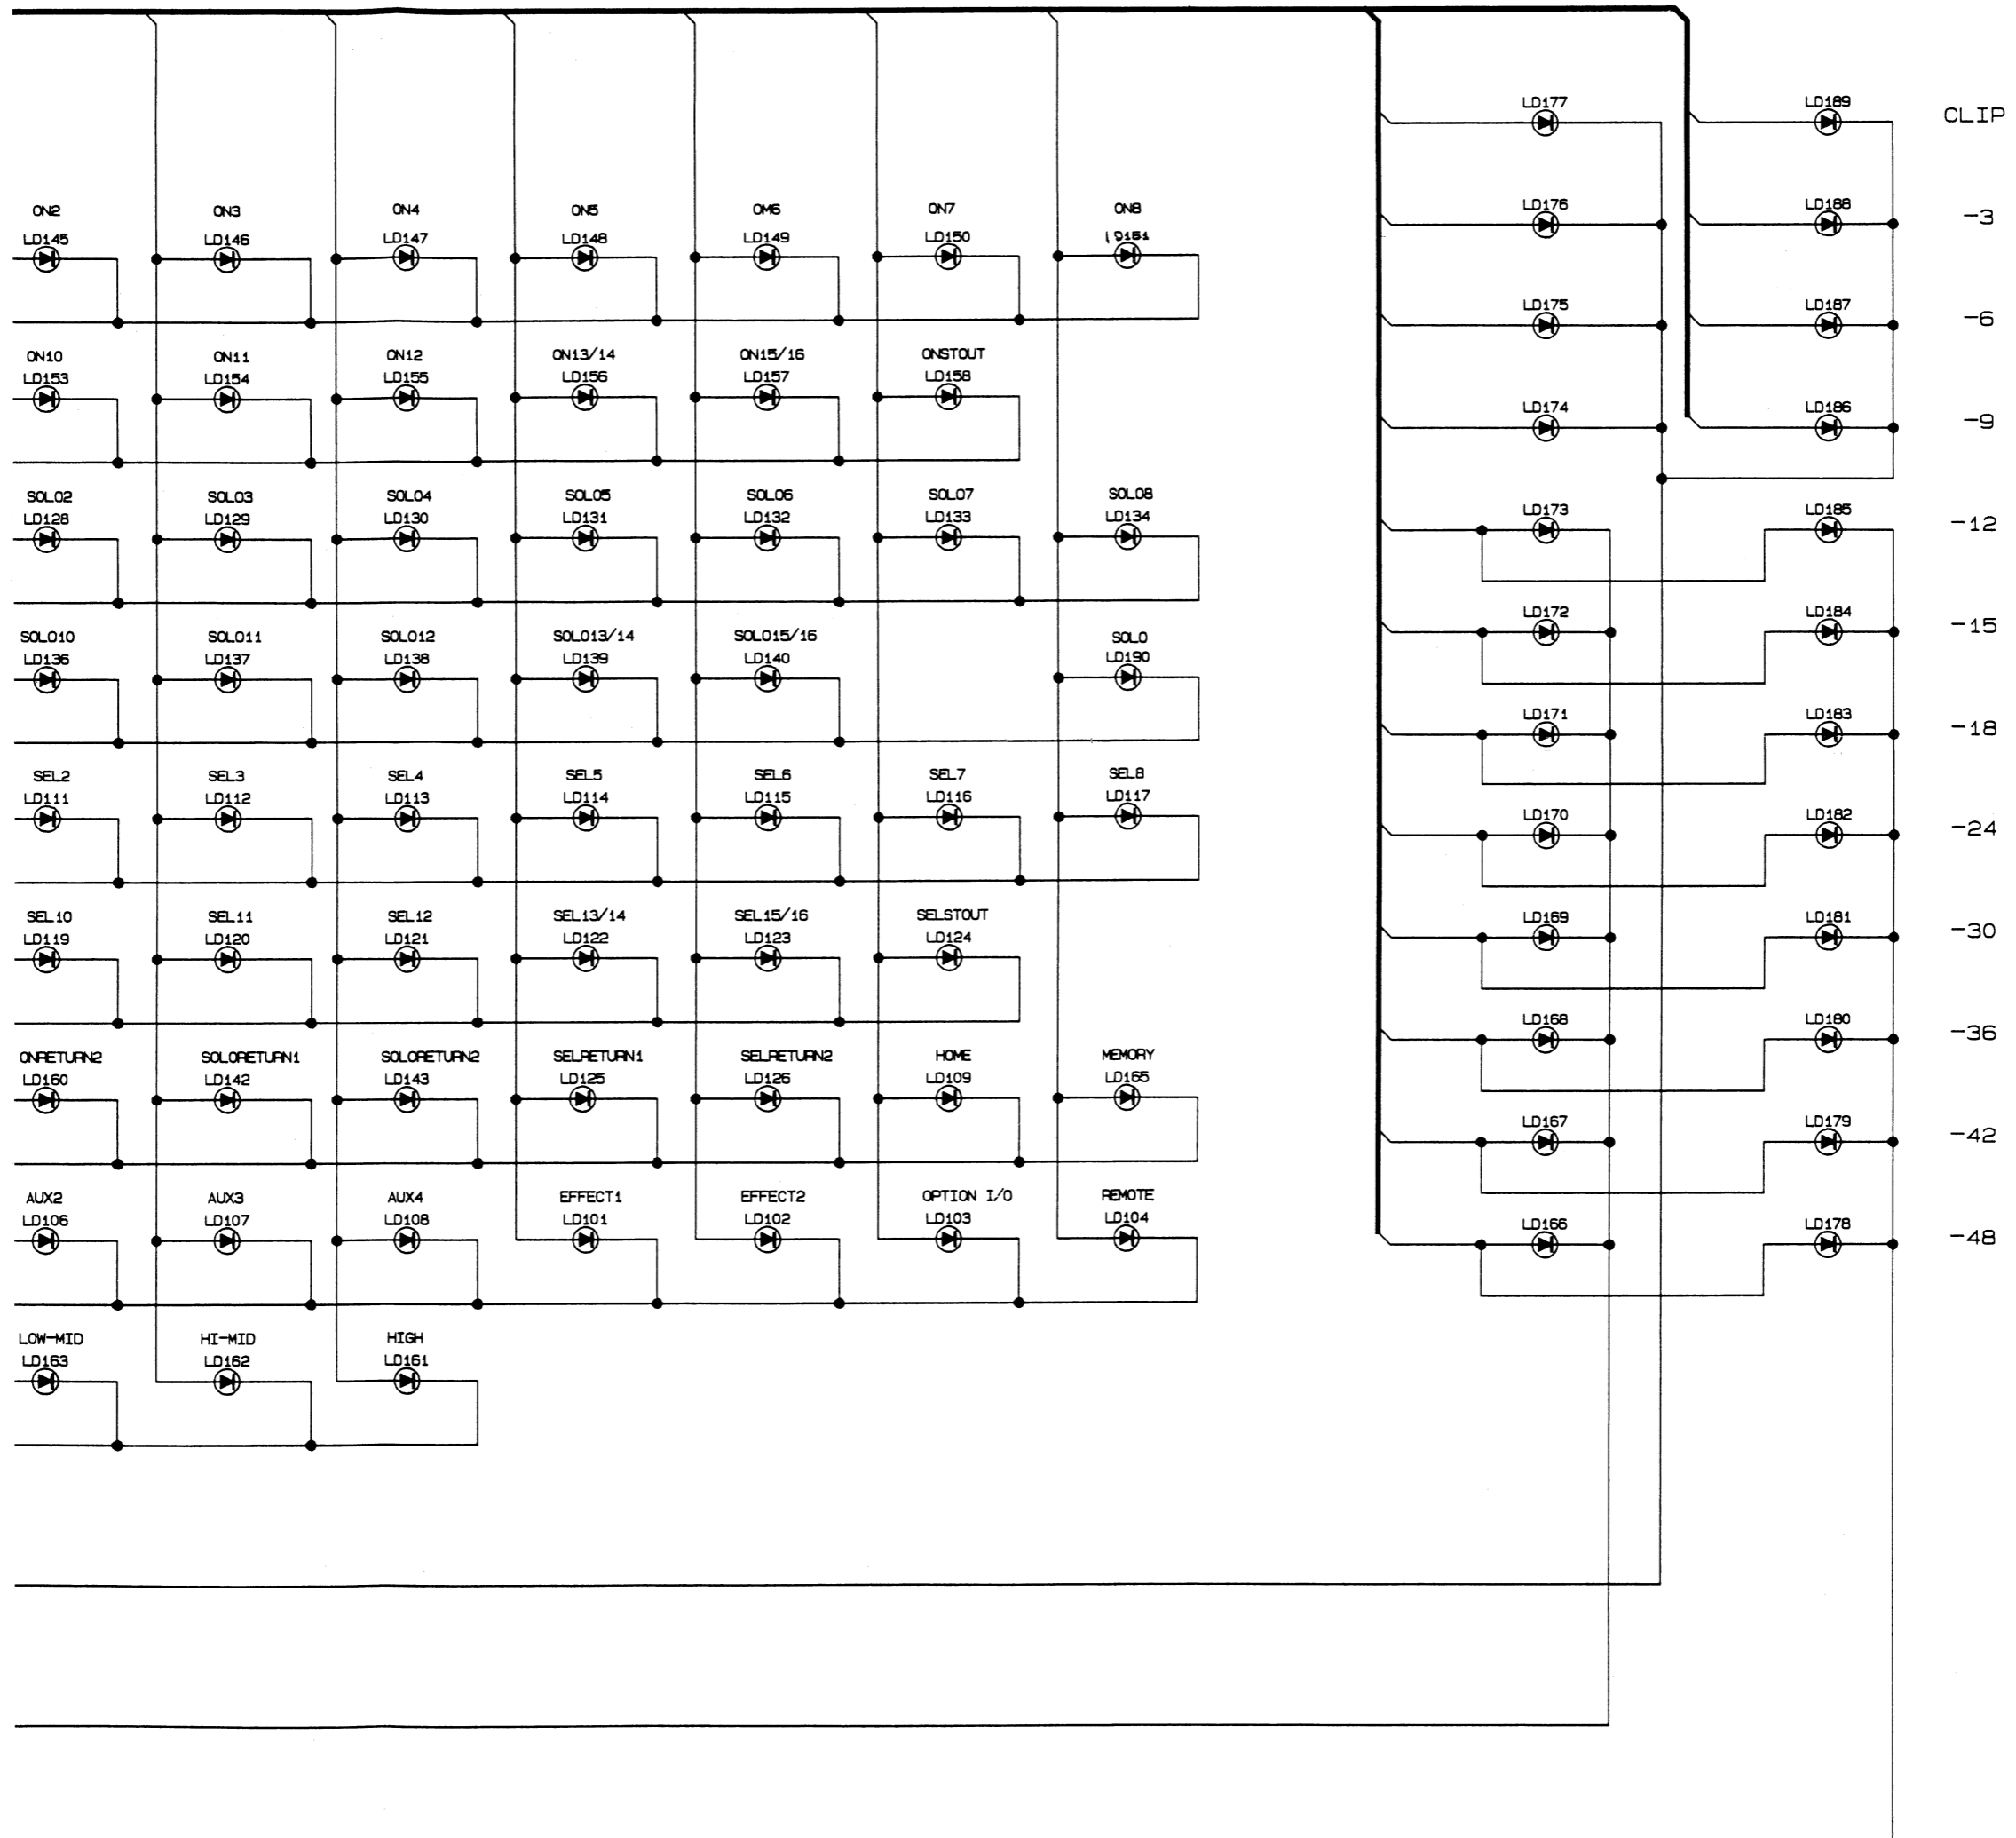 LD177 LD189 CLIP
LD176 LD188 -3
ON2 ON3 ON4 ON5 OM6 ON7 ON8
LD145 LD146 LD147 LD148 LD149 LD150
LD175 LD187 -6
ON10 ON11 ON12 ON13/14 ON15/16 ONSTOUT
LD153 LD154 LD155 LD156 LD157 LD158
LD174 LD186 -9
SOLO2 SOLO3 SOLO4 SOLO5 SOLO6 SOLO7 SOLO8
LD128 LD129 LD130 LD131 LD132 LD133 LD134
LD173 LD185 -12
SOLO10 SOLO11 SOLO12 SOLO13/14 SOLO15/16 SOLO
LD136 LD137 LD138 LD139 LD140 LD190
LD172 LD184 -15
LD171 LD183 -18
SEL2 SEL3 SEL4 SEL5 SEL6 SEL7 SEL8
LD111 LD112 LD113 LD114 LD115 LD116 LD117
LD170 LD182 -24
SEL10 SEL11 SEL12 SEL13/14 SEL15/16 SELSTOUT
LD119 LD120 LD121 LD122 LD123 LD124
LD169 LD181 -30
LD168 LD180 -36
ONRETURN2 SOLORETURN1 SOLORETURN2 SELRETURN1 SELRETURN2 HOME MEMORY
LD160 LD142 LD143 LD125 LD126 LD109 LD165
LD167 LD179 -42
AUX2 AUX3 AUX4 EFFECT1 EFFECT2 OPTION I/O REMOTE
LD106 LD107 LD108 LD101 LD102 LD103 LD104
LD166 LD178 -48
LOW-MID HI-MID HIGH
LD163 LD162 LD161